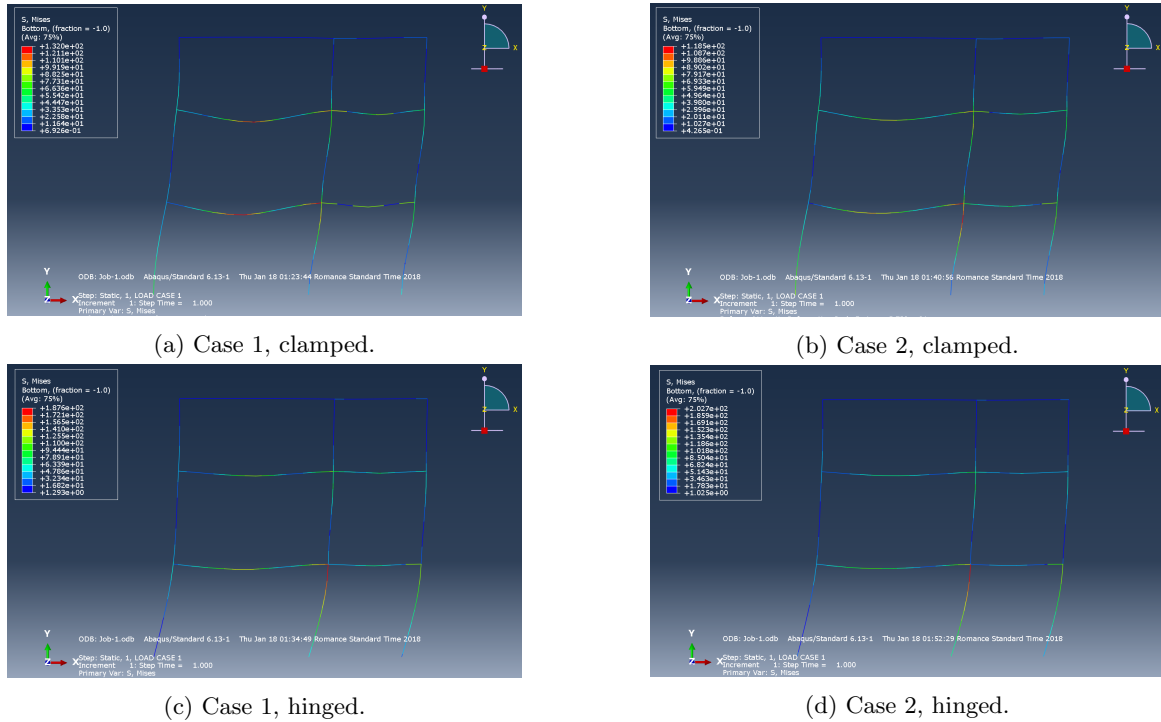 S, Mises
Bottom, (fraction = -1.0)
(Avg: 75%)
+1.320e+02
+1.211e+02
+1.101e+02
+9.919e+01
+8.825e+01
+7.731e+01
+6.636e+01
+5.542e+01
+4.447e+01
+3.353e+01
+2.258e+01
+1.164e+01
+6.926e-01
Y
Z
X
Y
Z
X
ODB: Job-1.odb Abaqus/Standard 6.13-1 Thu Jan 18 01:23:44 Romance Standard Time 2018
Step: Static, 1, LOAD CASE 1
Increment 1: Step Time = 1.000
Primary Var: S, Mises
(a) Case 1, clamped.
S, Mises
Bottom, (fraction = -1.0)
(Avg: 75%)
+1.185e+02
+1.087e+02
+9.886e+01
+8.902e+01
+7.917e+01
+6.933e+01
+5.949e+01
+4.964e+01
+3.980e+01
+2.996e+01
+2.011e+01
+1.027e+01
+4.265e-01
Y
Z
X
Y
Z
X
ODB: Job-1.odb Abaqus/Standard 6.13-1 Thu Jan 18 01:40:56 Romance Standard Time 2018
Step: Static, 1, LOAD CASE 1
Increment 1: Step Time = 1.000
Primary Var: S, Mises
(b) Case 2, clamped.
S, Mises
Bottom, (fraction = -1.0)
(Avg: 75%)
+1.876e+02
+1.721e+02
+1.565e+02
+1.410e+02
+1.255e+02
+1.100e+02
+9.444e+01
+7.891e+01
+6.339e+01
+4.786e+01
+3.234e+01
+1.682e+01
+1.293e+00
Y
Z
X
Y
Z
X
ODB: Job-1.odb Abaqus/Standard 6.13-1 Thu Jan 18 01:34:49 Romance Standard Time 2018
Step: Static, 1, LOAD CASE 1
Increment 1: Step Time = 1.000
Primary Var: S, Mises
(c) Case 1, hinged.
S, Mises
Bottom, (fraction = -1.0)
(Avg: 75%)
+2.027e+02
+1.859e+02
+1.691e+02
+1.523e+02
+1.354e+02
+1.186e+02
+1.018e+02
+8.504e+01
+6.824e+01
+5.143e+01
+3.463e+01
+1.783e+01
+1.025e+00
Y
Z
X
Y
Z
X
ODB: Job-1.odb Abaqus/Standard 6.13-1 Thu Jan 18 01:52:29 Romance Standard Time 2018
Step: Static, 1, LOAD CASE 1
Increment 1: Step Time = 1.000
Primary Var: S, Mises
(d) Case 2, hinged.